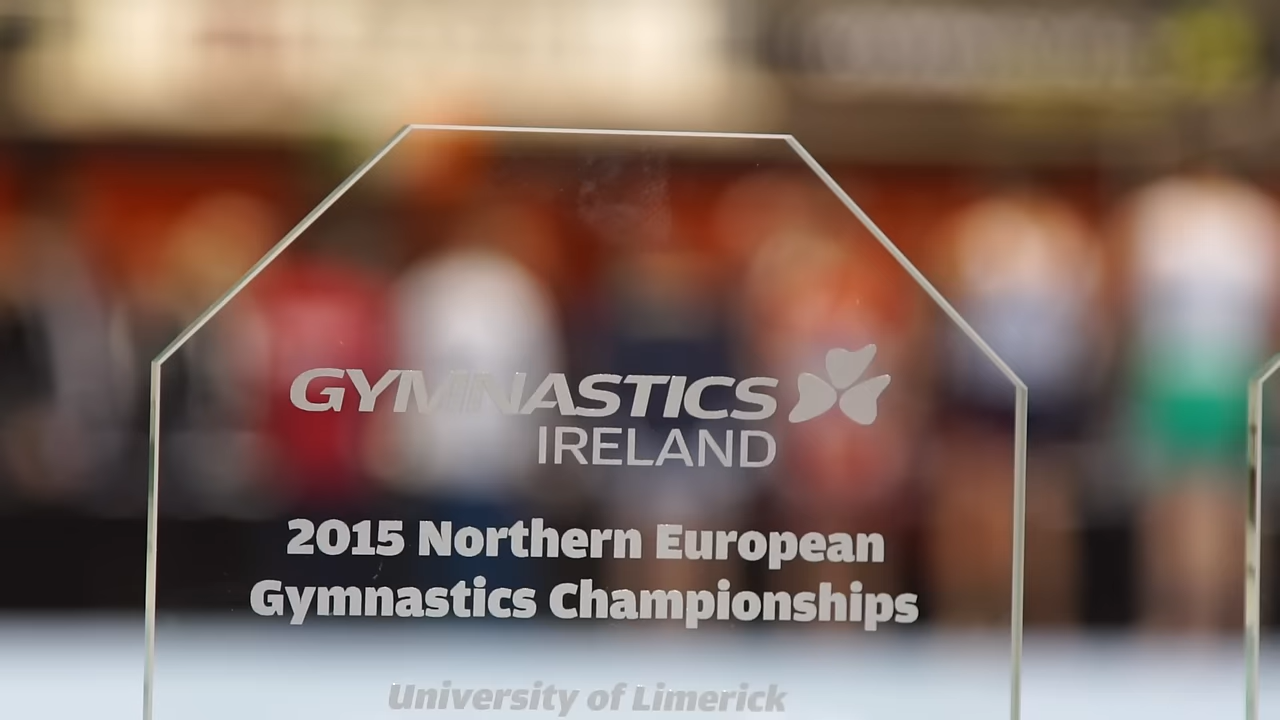 GYMNASTICS
IRELAND
2015 Northern European
Gymnastics Championships
University of Limerick